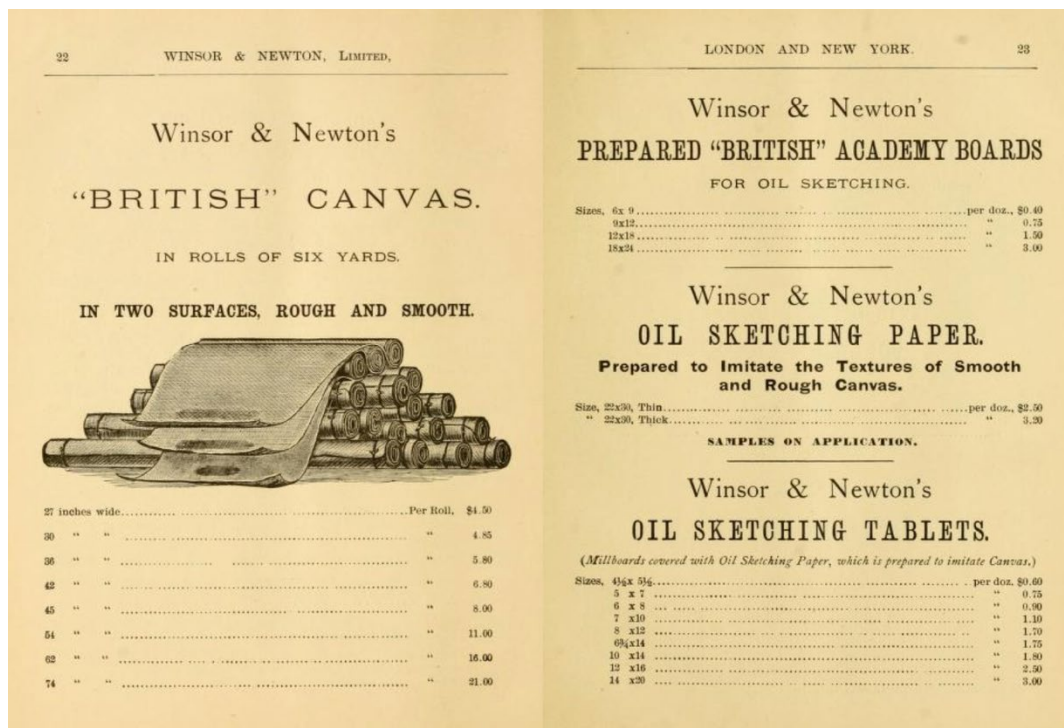 22 WINSOR & NEWTON, LIMITED,
Winsor & Newton's
"BRITISH" CANVAS.
IN ROLLS OF SIX YARDS.
IN TWO SURFACES, ROUGH AND SMOOTH.
27 inches wide Per Roll, $4.50
30 " " " 4.85
36 " " " 5.80
42 " " " 6.80
45 " " " 8.00
54 " " " 11.00
62 " " " 16.00
74 " " " 21.00
LONDON AND NEW YORK. 23
Winsor & Newton's
PREPARED "BRITISH" ACADEMY BOARDS
FOR OIL SKETCHING.
Sizes, 6x 9 per doz., $0.40
9x12 " 0.75
12x18 " 1.50
18x24 " 3.00
Winsor & Newton's
OIL SKETCHING PAPER.
Prepared to Imitate the Textures of Smooth
and Rough Canvas.
Size, 22x30, Thin per doz., $2.50
" 22x30, Thick " 3.20
SAMPLES ON APPLICATION.
Winsor & Newton's
OIL SKETCHING TABLETS.
(Millboards covered with Oil Sketching Paper, which is prepared to imitate Canvas.)
Sizes, 4½x 5½ per doz. $0.60
5 x 7 " 0.75
6 x 8 " 0.90
7 x10 " 1.10
8 x12 " 1.70
6¾x14 " 1.75
10 x14 " 1.80
12 x16 " 2.50
14 x20 " 3.00